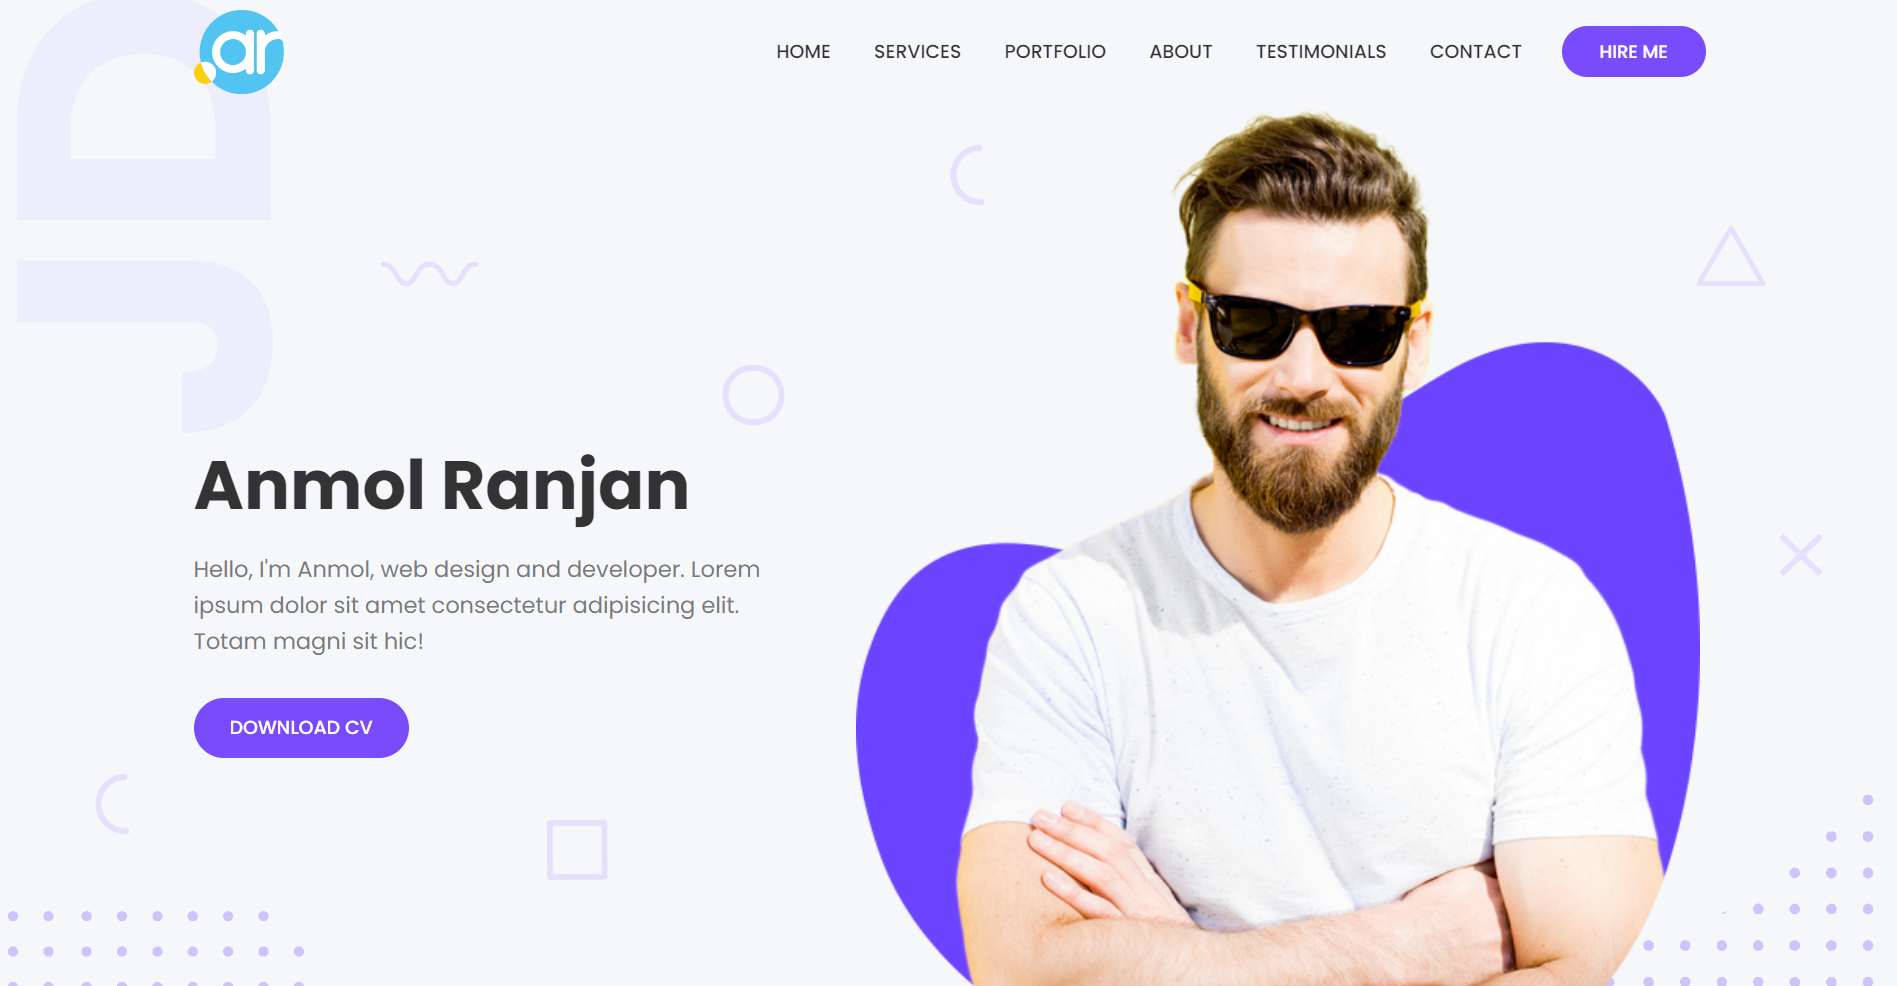 .ar
HOME SERVICES PORTFOLIO ABOUT TESTIMONIALS CONTACT HIRE ME
JD
Anmol Ranjan
Hello, I'm Anmol, web design and developer. Lorem
ipsum dolor sit amet consectetur adipisicing elit.
Totam magni sit hic!
DOWNLOAD CV